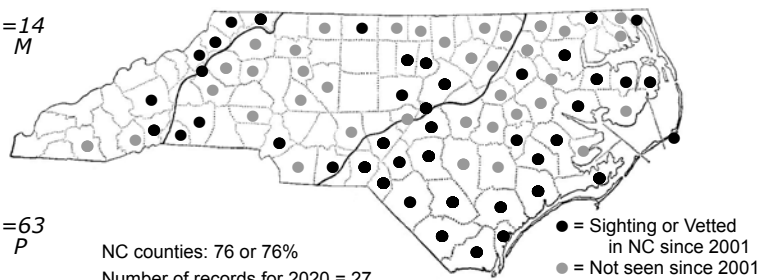 =14
M
=63
P
NC counties: 76 or 76%
Number of records for 2020 = 27
● = Sighting or Vetted
in NC since 2001
● = Not seen since 2001